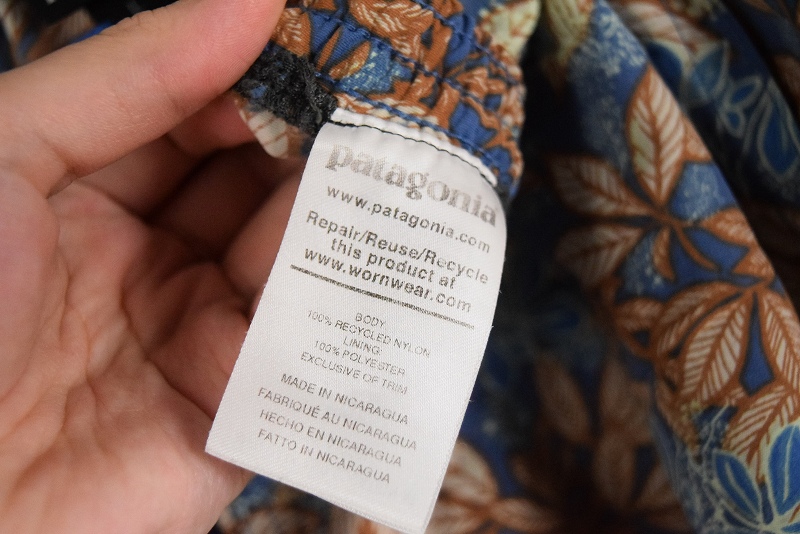 patagonia
www.patagonia.com
Repair/Reuse/Recycle
this product at
www.wornwear.com
BODY
100% RECYCLED NYLON
LINING:
100% POLYESTER
EXCLUSIVE OF TRIM
MADE IN NICARAGUA
FABRIQUÉ AU NICARAGUA
HECHO EN NICARAGUA
FATTO IN NICARAGUA